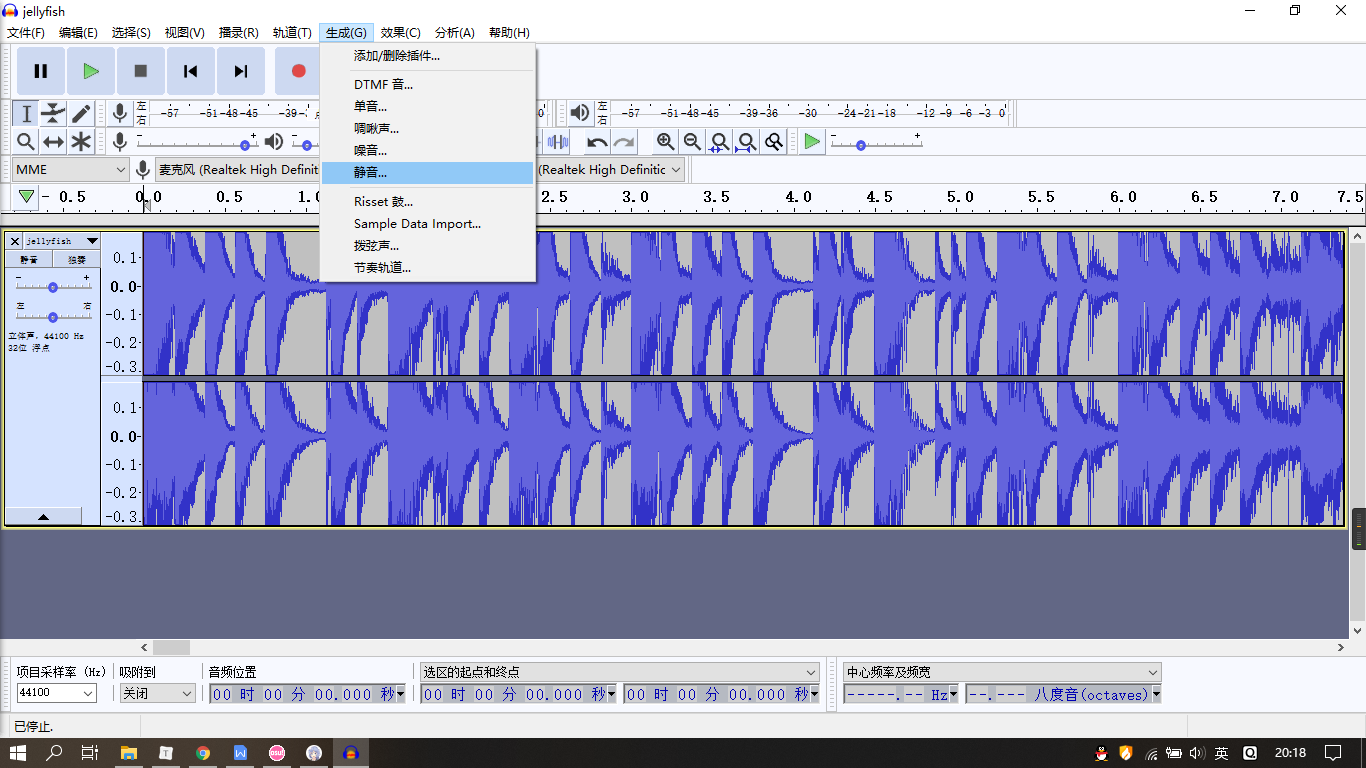 jellyfish
文件(F) 编辑(E) 选择(S) 视图(V) 播录(R) 轨道(T) 生成(G) 效果(C) 分析(A) 帮助(H)
添加/删除插件...
DTMF 音...
单音...
啁啾声...
噪音...
静音...
Risset 鼓...
Sample Data Import...
拨弦声...
节奏轨道...
左 -57 -51 -48 -45 -39 0
右
左 -57 -51 -48 -45 -39 -36 -30 -24 -21 -18 -12 -9 -6 -3 0
右
- + - - +
MME 麦克风 (Realtek High Definiti (Realtek High Definitic
- 0.5 0.0 0.5 1.0 2.5 3.0 3.5 4.0 4.5 5.0 5.5 6.0 6.5 7.0 7.5
jellyfish
静音 独奏
- +
左 右
立体声, 44100 Hz
32位 浮点
0.1
0.0
-0.1
-0.2
-0.3
0.1
0.0
-0.1
-0.2
-0.3
项目采样率 (Hz) 吸附到 音频位置 选区的起点和终点 中心频率及频宽
44100 关闭 00 时 00 分 00.000 秒 00 时 00 分 00.000 秒 00 时 00 分 00.000 秒 -----.-- Hz --.--- 八度音(octaves)
已停止.
T W osu! 英 Q 20:18